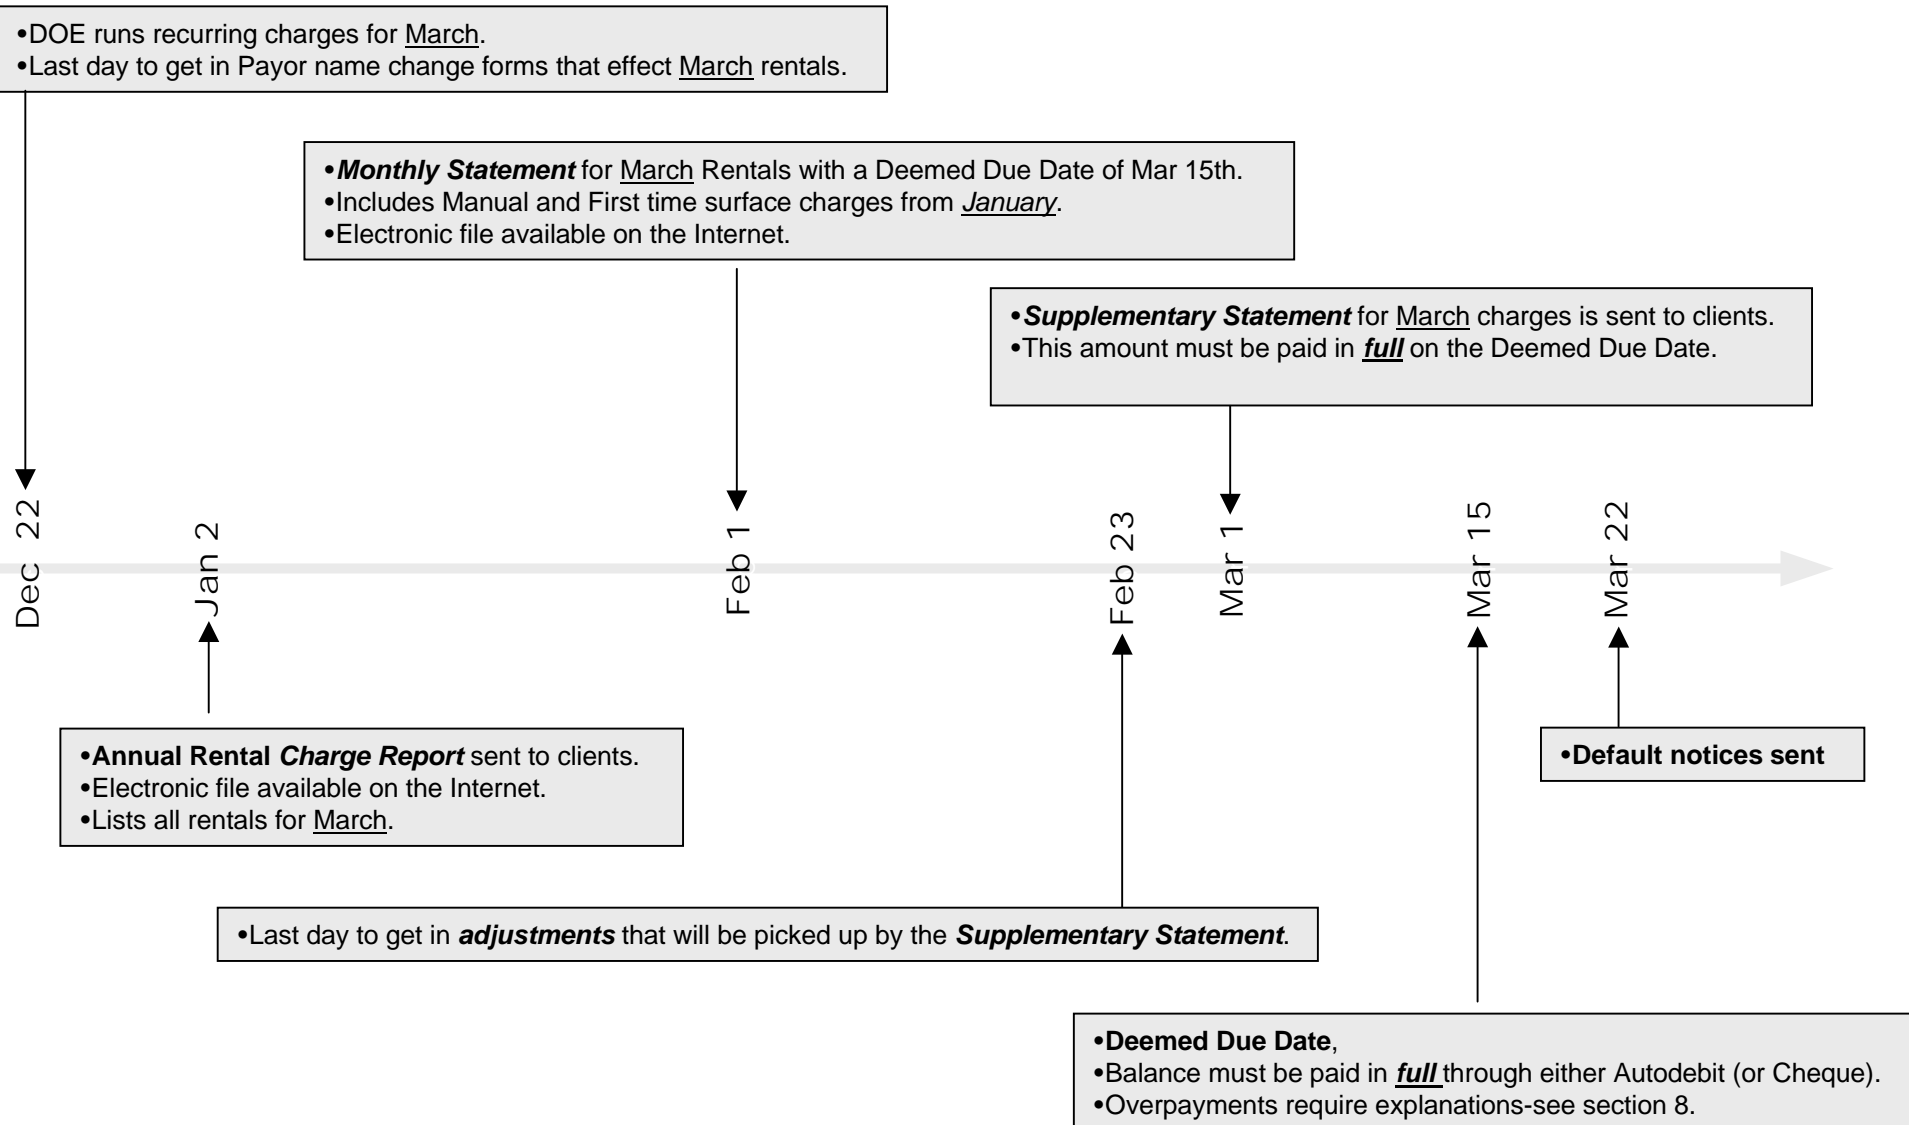 •DOE runs recurring charges for March.
•Last day to get in Payor name change forms that effect March rentals.
•Monthly Statement for March Rentals with a Deemed Due Date of Mar 15th.
•Includes Manual and First time surface charges from January.
•Electronic file available on the Internet.
•Supplementary Statement for March charges is sent to clients.
•This amount must be paid in full on the Deemed Due Date.
Dec 22
Jan 2
Feb 1
Feb 23
Mar 1
Mar 15
Mar 22
•Annual Rental Charge Report sent to clients.
•Electronic file available on the Internet.
•Lists all rentals for March.
•Default notices sent
•Last day to get in adjustments that will be picked up by the Supplementary Statement.
•Deemed Due Date,
•Balance must be paid in full through either Autodebit (or Cheque).
•Overpayments require explanations-see section 8.